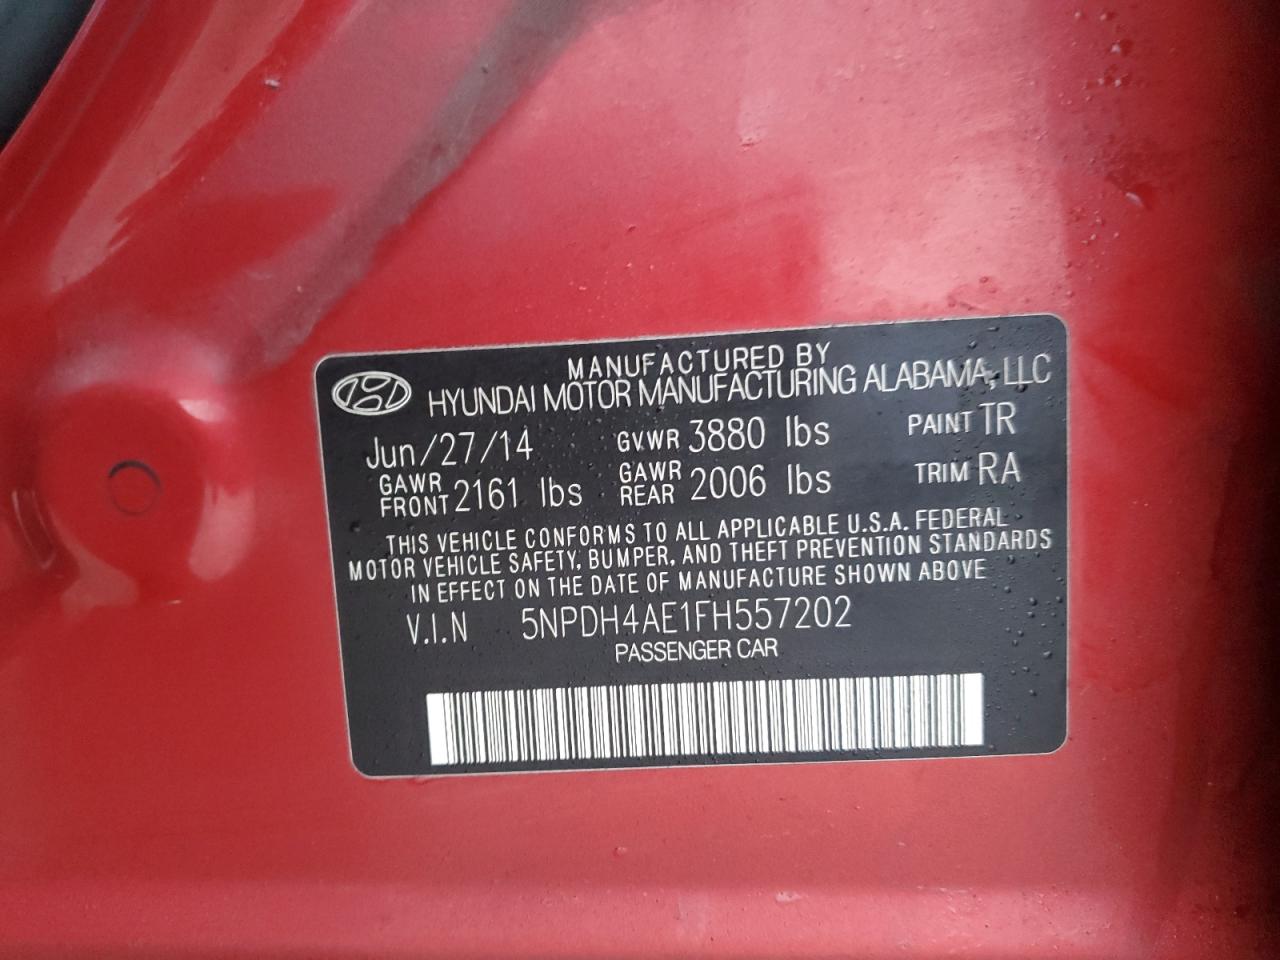 MANUFACTURED BY
HYUNDAI MOTOR MANUFACTURING ALABAMA, LLC
Jun/27/14 GVWR 3880 lbs PAINT TR
GAWR FRONT 2161 lbs GAWR REAR 2006 lbs TRIM RA
THIS VEHICLE CONFORMS TO ALL APPLICABLE U.S.A. FEDERAL
MOTOR VEHICLE SAFETY, BUMPER, AND THEFT PREVENTION STANDARDS
IN EFFECT ON THE DATE OF MANUFACTURE SHOWN ABOVE
V.I.N 5NPDH4AE1FH557202
PASSENGER CAR